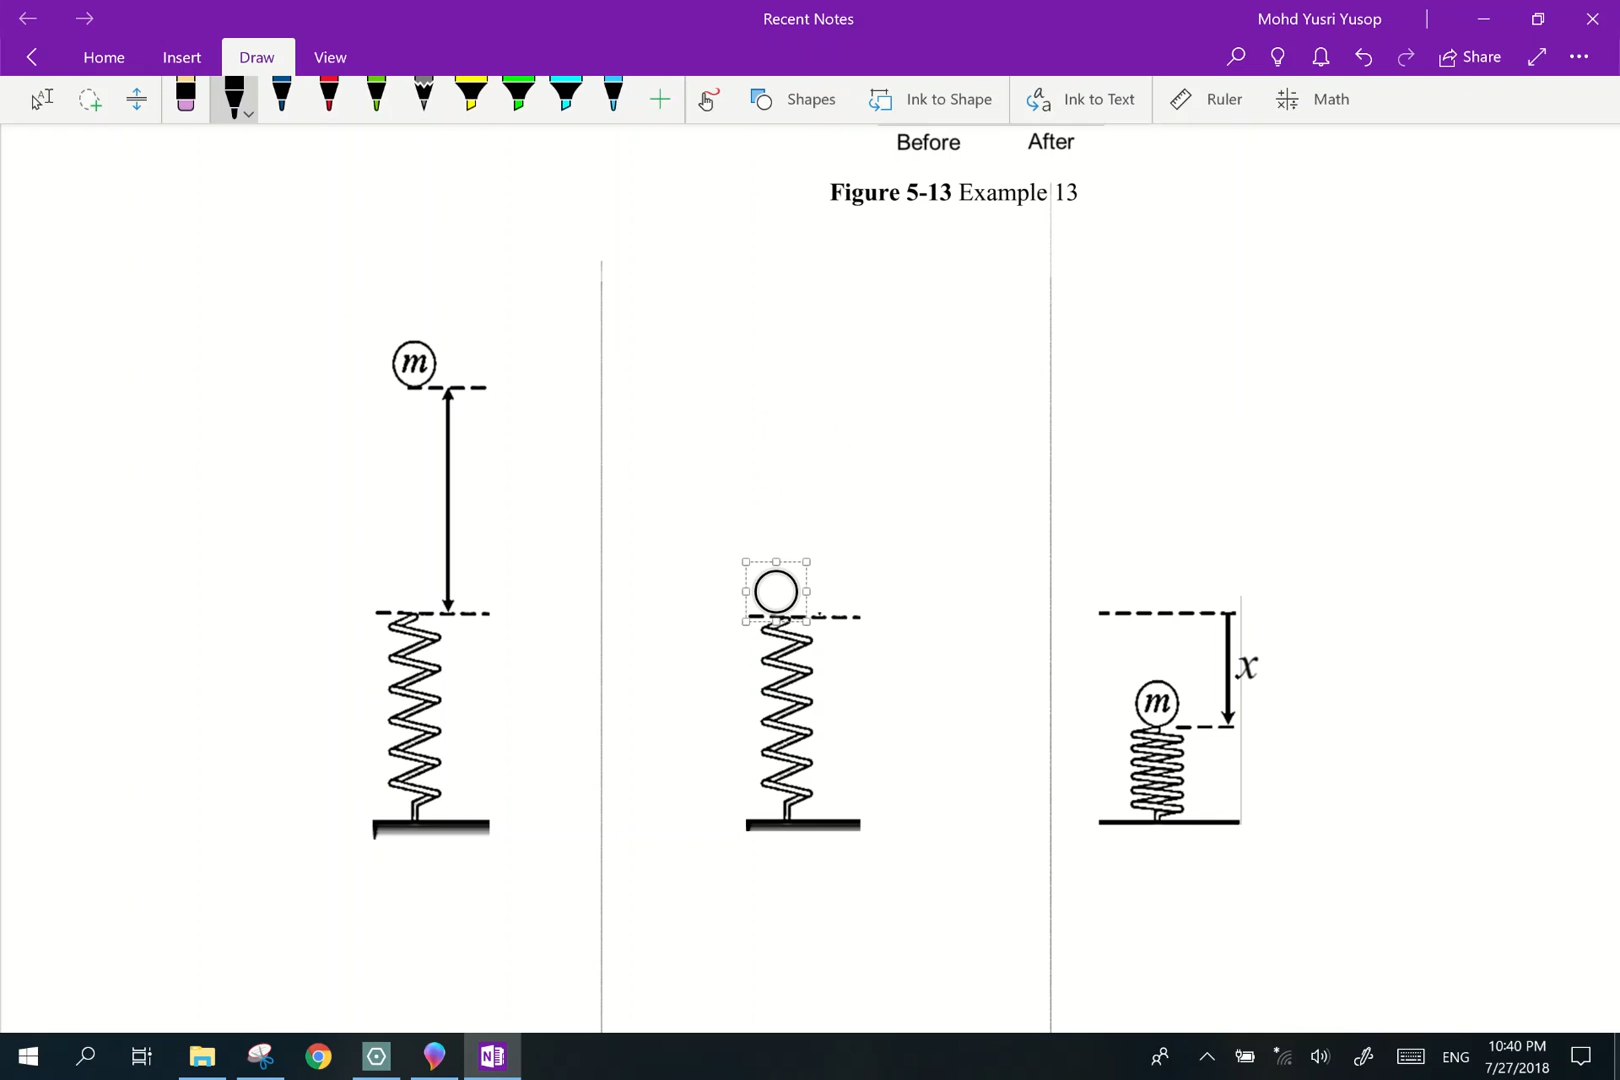 Recent Notes
Mohd Yusri Yusop
Home Insert Draw View
Share
Shapes Ink to Shape Ink to Text Ruler Math
Before After
Figure 5-13 Example 13
m
x
m
ENG
10:40 PM
7/27/2018